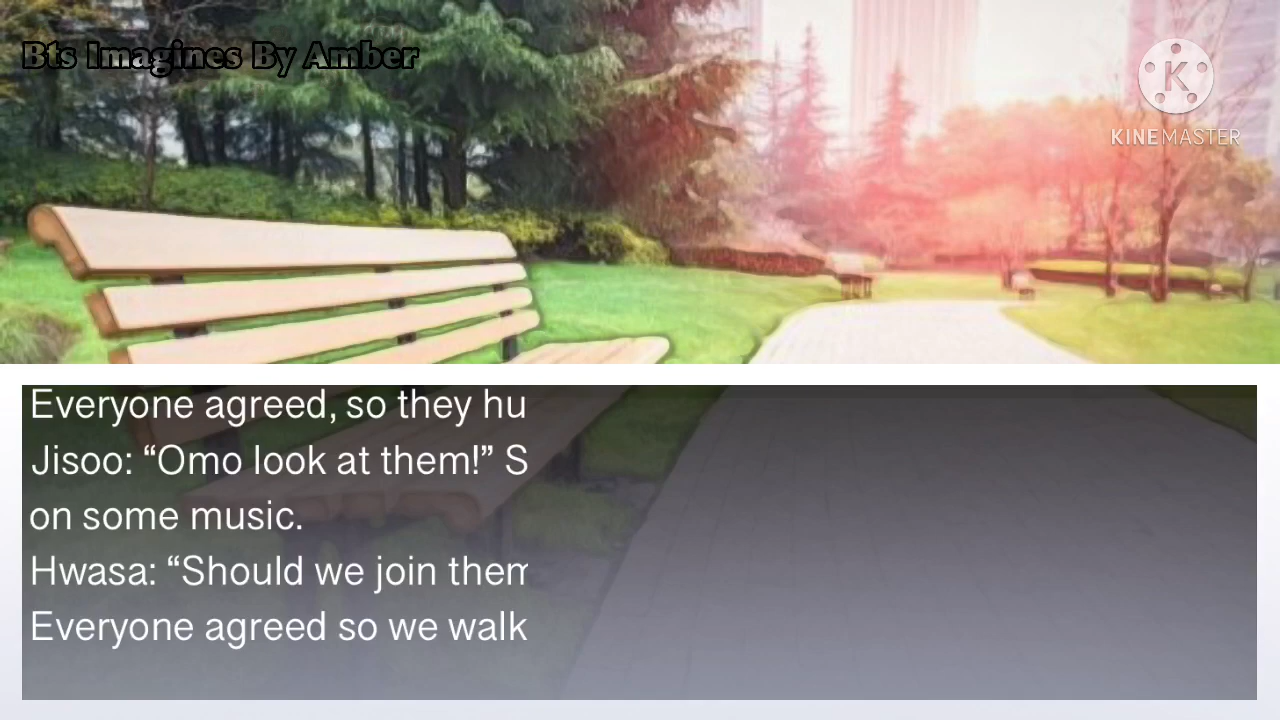 Bts Imagines By Amber
K
KINEMASTER
Everyone agreed, so they hu
Jisoo: “Omo look at them!” S
on some music.
Hwasa: “Should we join them
Everyone agreed so we walk